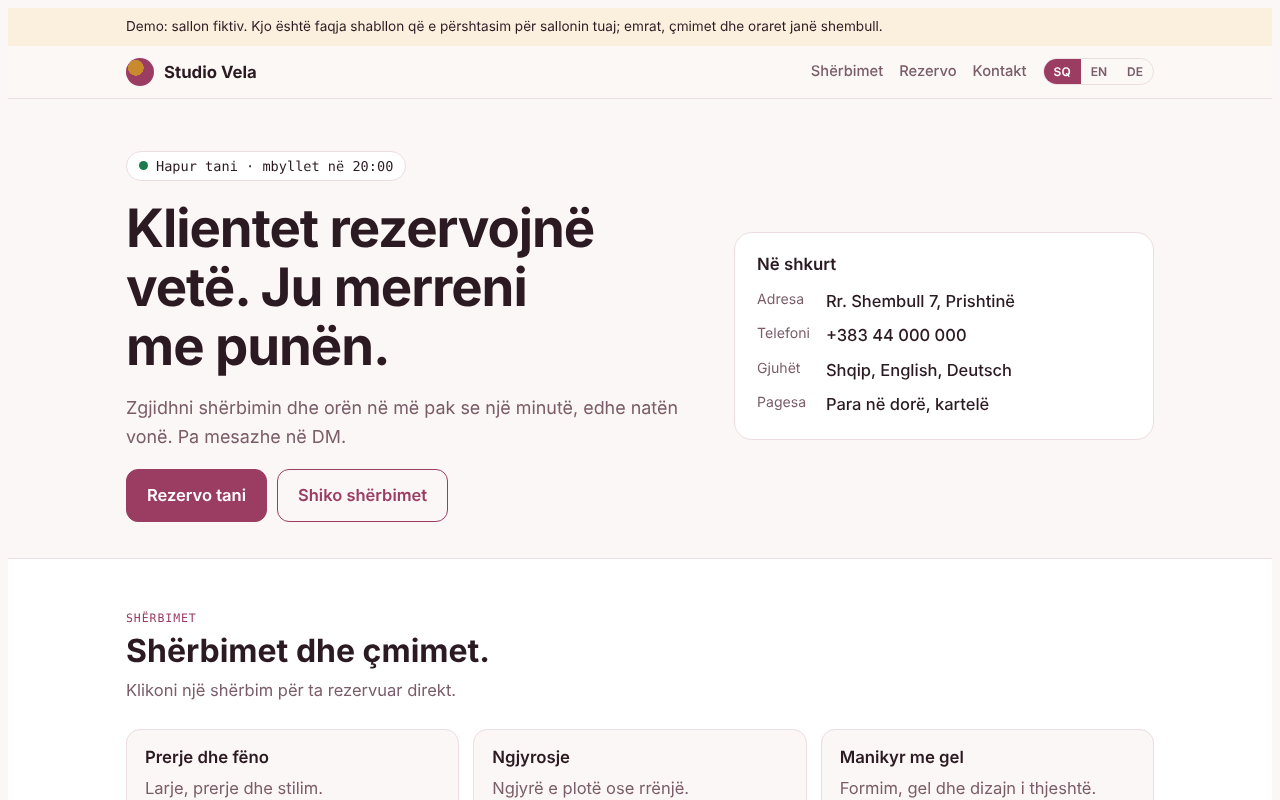 Demo: sallon fiktiv. Kjo është faqja shabllon që e përshtasim për sallonin tuaj; emrat, çmimet dhe oraret janë shembull.
Studio Vela
Shërbimet Rezervo Kontakt SQ EN DE
Hapur tani · mbyllet në 20:00
Klientet rezervojnë
vetë. Ju merreni
me punën.
Zgjidhni shërbimin dhe orën në më pak se një minutë, edhe natën
vonë. Pa mesazhe në DM.
Rezervo tani
Shiko shërbimet
Në shkurt
Adresa Rr. Shembull 7, Prishtinë
Telefoni +383 44 000 000
Gjuhët Shqip, English, Deutsch
Pagesa Para në dorë, kartelë
SHËRBIMET
Shërbimet dhe çmimet.
Klikoni një shërbim për ta rezervuar direkt.
Prerje dhe fëno
Larje, prerje dhe stilim.
Ngjyrosje
Ngjyrë e plotë ose rrënjë.
Manikyr me gel
Formim, gel dhe dizajn i thjeshtë.